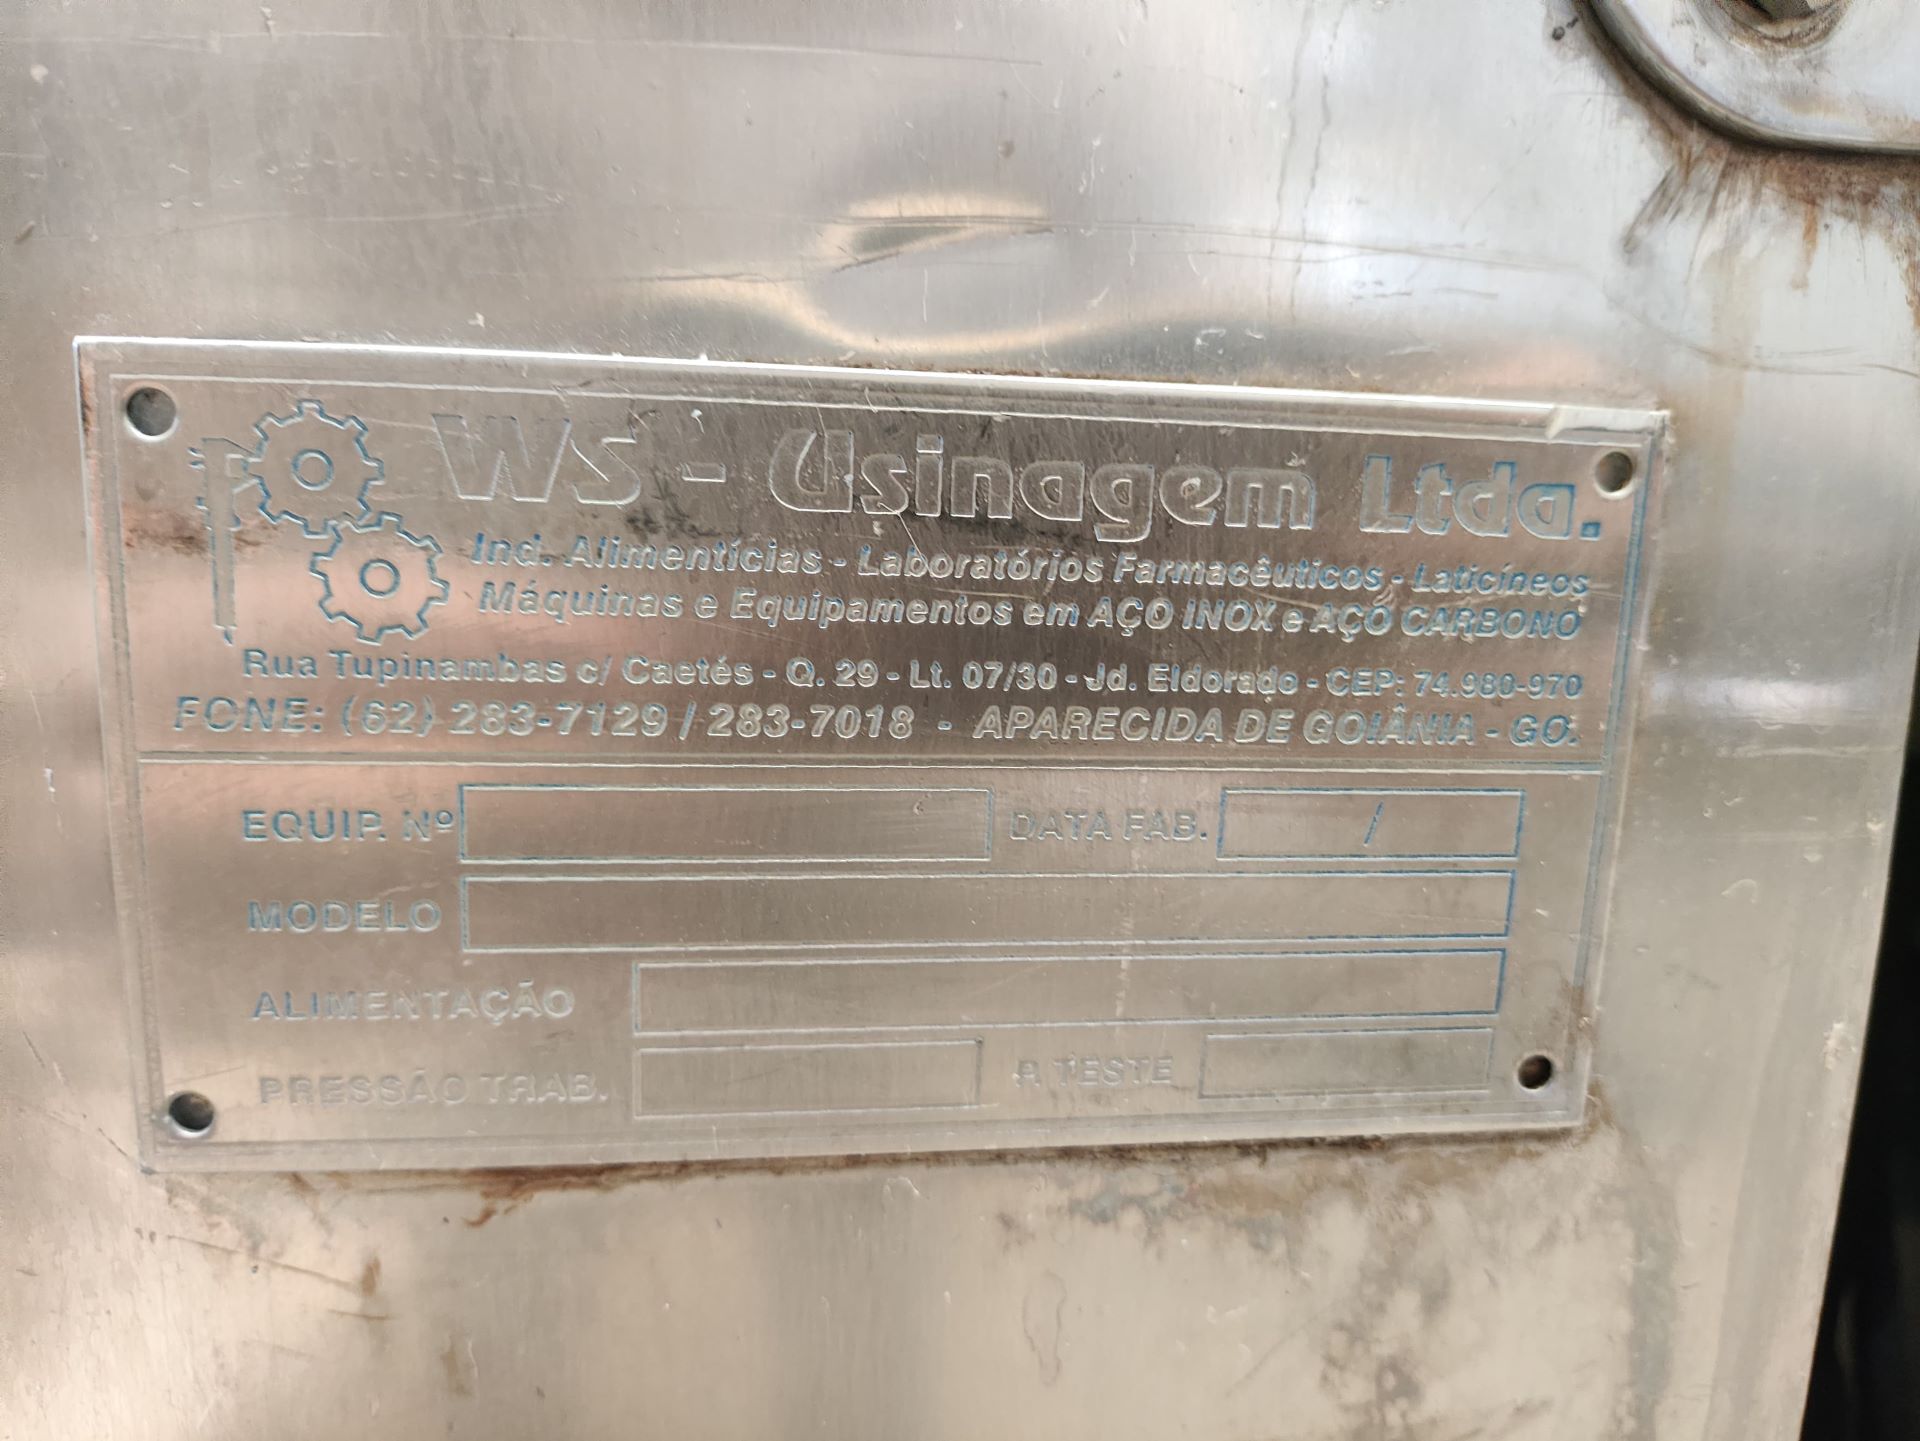 WS - Usinagem Ltda.
Ind. Alimentícias - Laboratórios Farmacêuticos - Laticíneos
Máquinas e Equipamentos em AÇO INOX e AÇO CARBONO
Rua Tupinambas c/ Caetés - Q. 29 - Lt. 07/30 - Jd. Eldorado - CEP: 74.980-970
FONE: (62) 283-7129 / 283-7018 - APARECIDA DE GOIÂNIA - GO.
EQUIP. Nº DATA FAB. /
MODELO
ALIMENTAÇÃO
PRESSÃO TRAB. P. TESTE